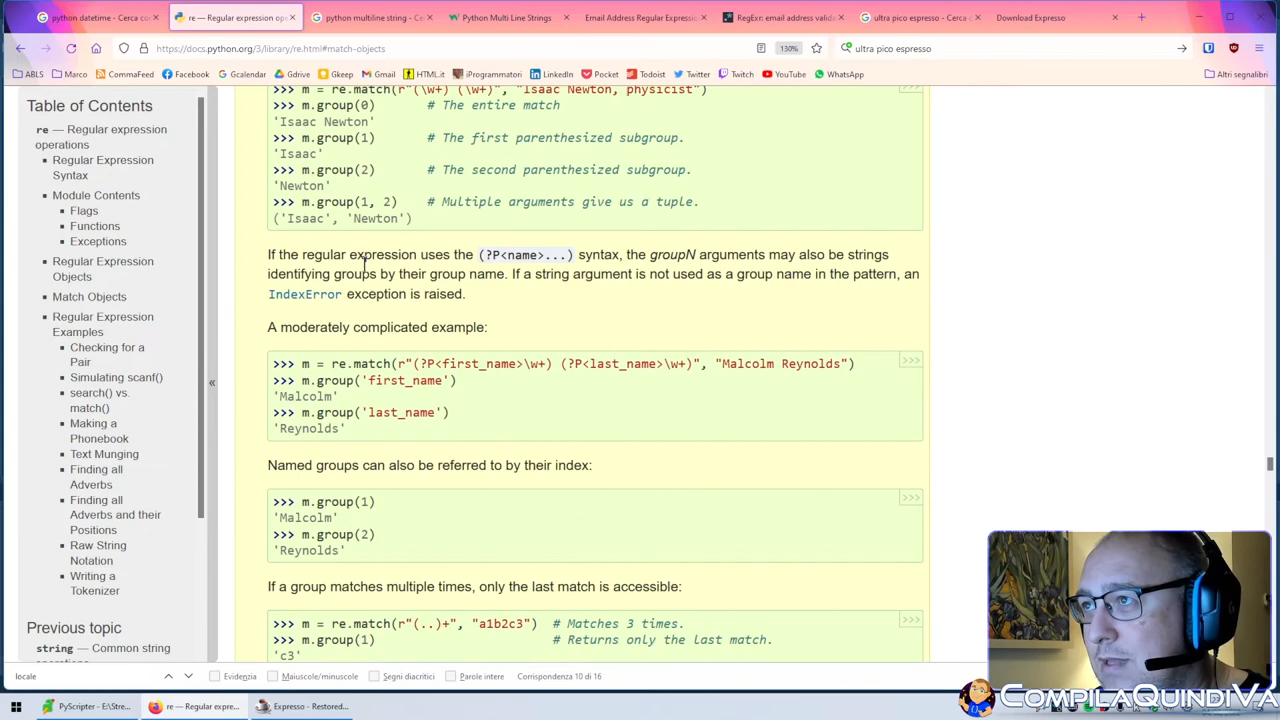 python datetime - Cerca co
re — Regular expression ope
python multiline string - Cerc
Python Multi Line Strings
Email Address Regular Expressi
RegExr: email address valida
ultra pico espresso - Cerca c
Download Expresso
https://docs.python.org/3/library/re.html#match-objects
130%
ultra pico espresso
ABLS
Marco
CommaFeed
Facebook
Gcalendar
Gdrive
Gkeep
Gmail
HTML.it
iProgrammatori
LinkedIn
Pocket
Todoist
Twitter
Twitch
YouTube
WhatsApp
Altri segnalibri
Table of Contents
re — Regular expression
operations
Regular Expression
Syntax
Module Contents
Flags
Functions
Exceptions
Regular Expression
Objects
Match Objects
Regular Expression
Examples
Checking for a
Pair
Simulating scanf()
search() vs.
match()
Making a
Phonebook
Text Munging
Finding all
Adverbs
Finding all
Adverbs and their
Positions
Raw String
Notation
Writing a
Tokenizer
Previous topic
string — Common string
operations
«
>>> m = re.match(r"(\w+) (\w+)", "Isaac Newton, physicist")
>>> m.group(0)       # The entire match
'Isaac Newton'
>>> m.group(1)       # The first parenthesized subgroup.
'Isaac'
>>> m.group(2)       # The second parenthesized subgroup.
'Newton'
>>> m.group(1, 2)    # Multiple arguments give us a tuple.
('Isaac', 'Newton')
If the regular expression uses the (?P<name>...) syntax, the groupN arguments may also be strings
identifying groups by their group name. If a string argument is not used as a group name in the pattern, an
IndexError exception is raised.
A moderately complicated example:
>>> m = re.match(r"(?P<first_name>\w+) (?P<last_name>\w+)", "Malcolm Reynolds")
>>>
>>> m.group('first_name')
'Malcolm'
>>> m.group('last_name')
'Reynolds'
Named groups can also be referred to by their index:
>>> m.group(1)
>>>
'Malcolm'
>>> m.group(2)
'Reynolds'
If a group matches multiple times, only the last match is accessible:
>>> m = re.match(r"(..)+", "a1b2c3")  # Matches 3 times.
>>>
>>> m.group(1)                        # Returns only the last match.
'c3'
locale
Evidenzia
Maiuscole/minuscole
Segni diacritici
Parole intere
Corrispondenza 10 di 16
PyScripter - E:\Stre...
re — Regular expre...
Expresso - Restored...
COMPILAQUINDIVA